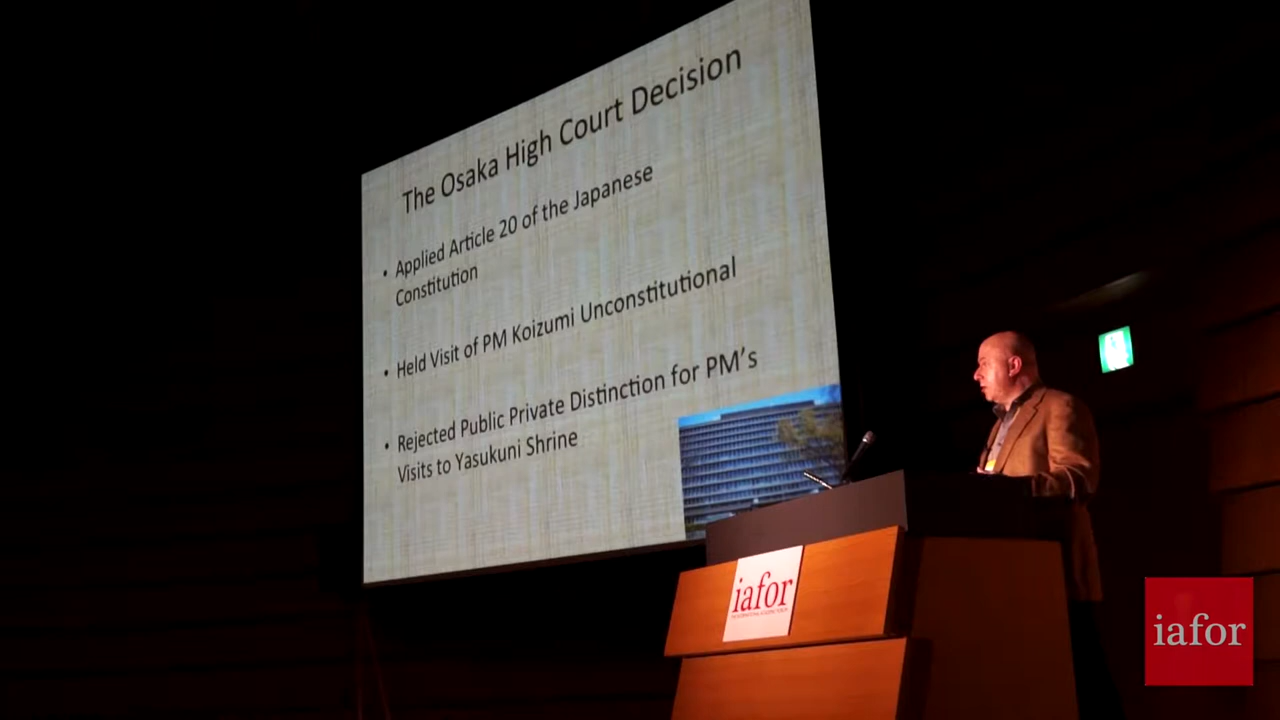 The Osaka High Court Decision
• Applied Article 20 of the Japanese
Constitution
• Held Visit of PM Koizumi Unconstitutional
• Rejected Public Private Distinction for PM's
Visits to Yasukuni Shrine
iafor
iafor